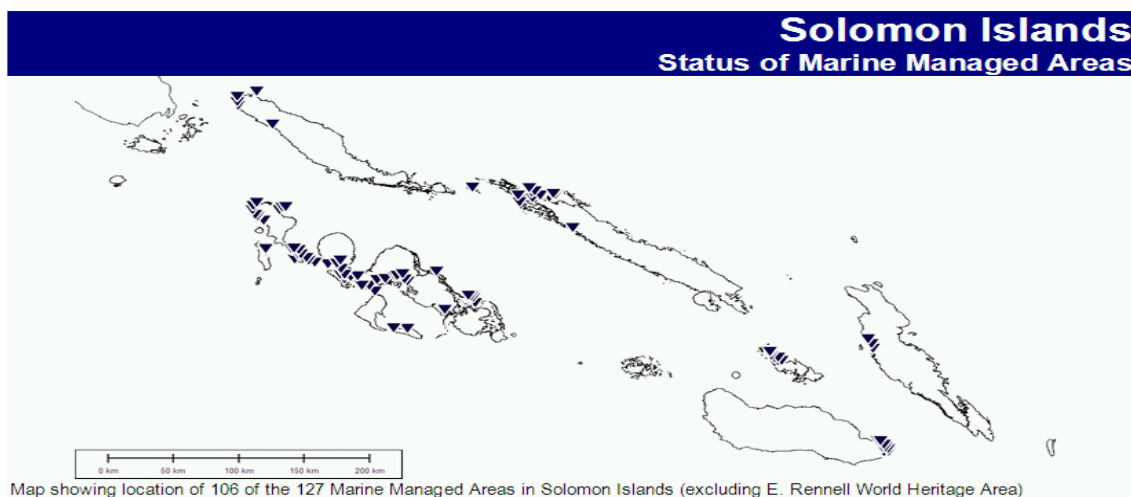 Solomon Islands
Status of Marine Managed Areas
0 km 50 km 100 km 150 km 200 km
Map showing location of 106 of the 127 Marine Managed Areas in Solomon Islands (excluding E. Rennell World Heritage Area)